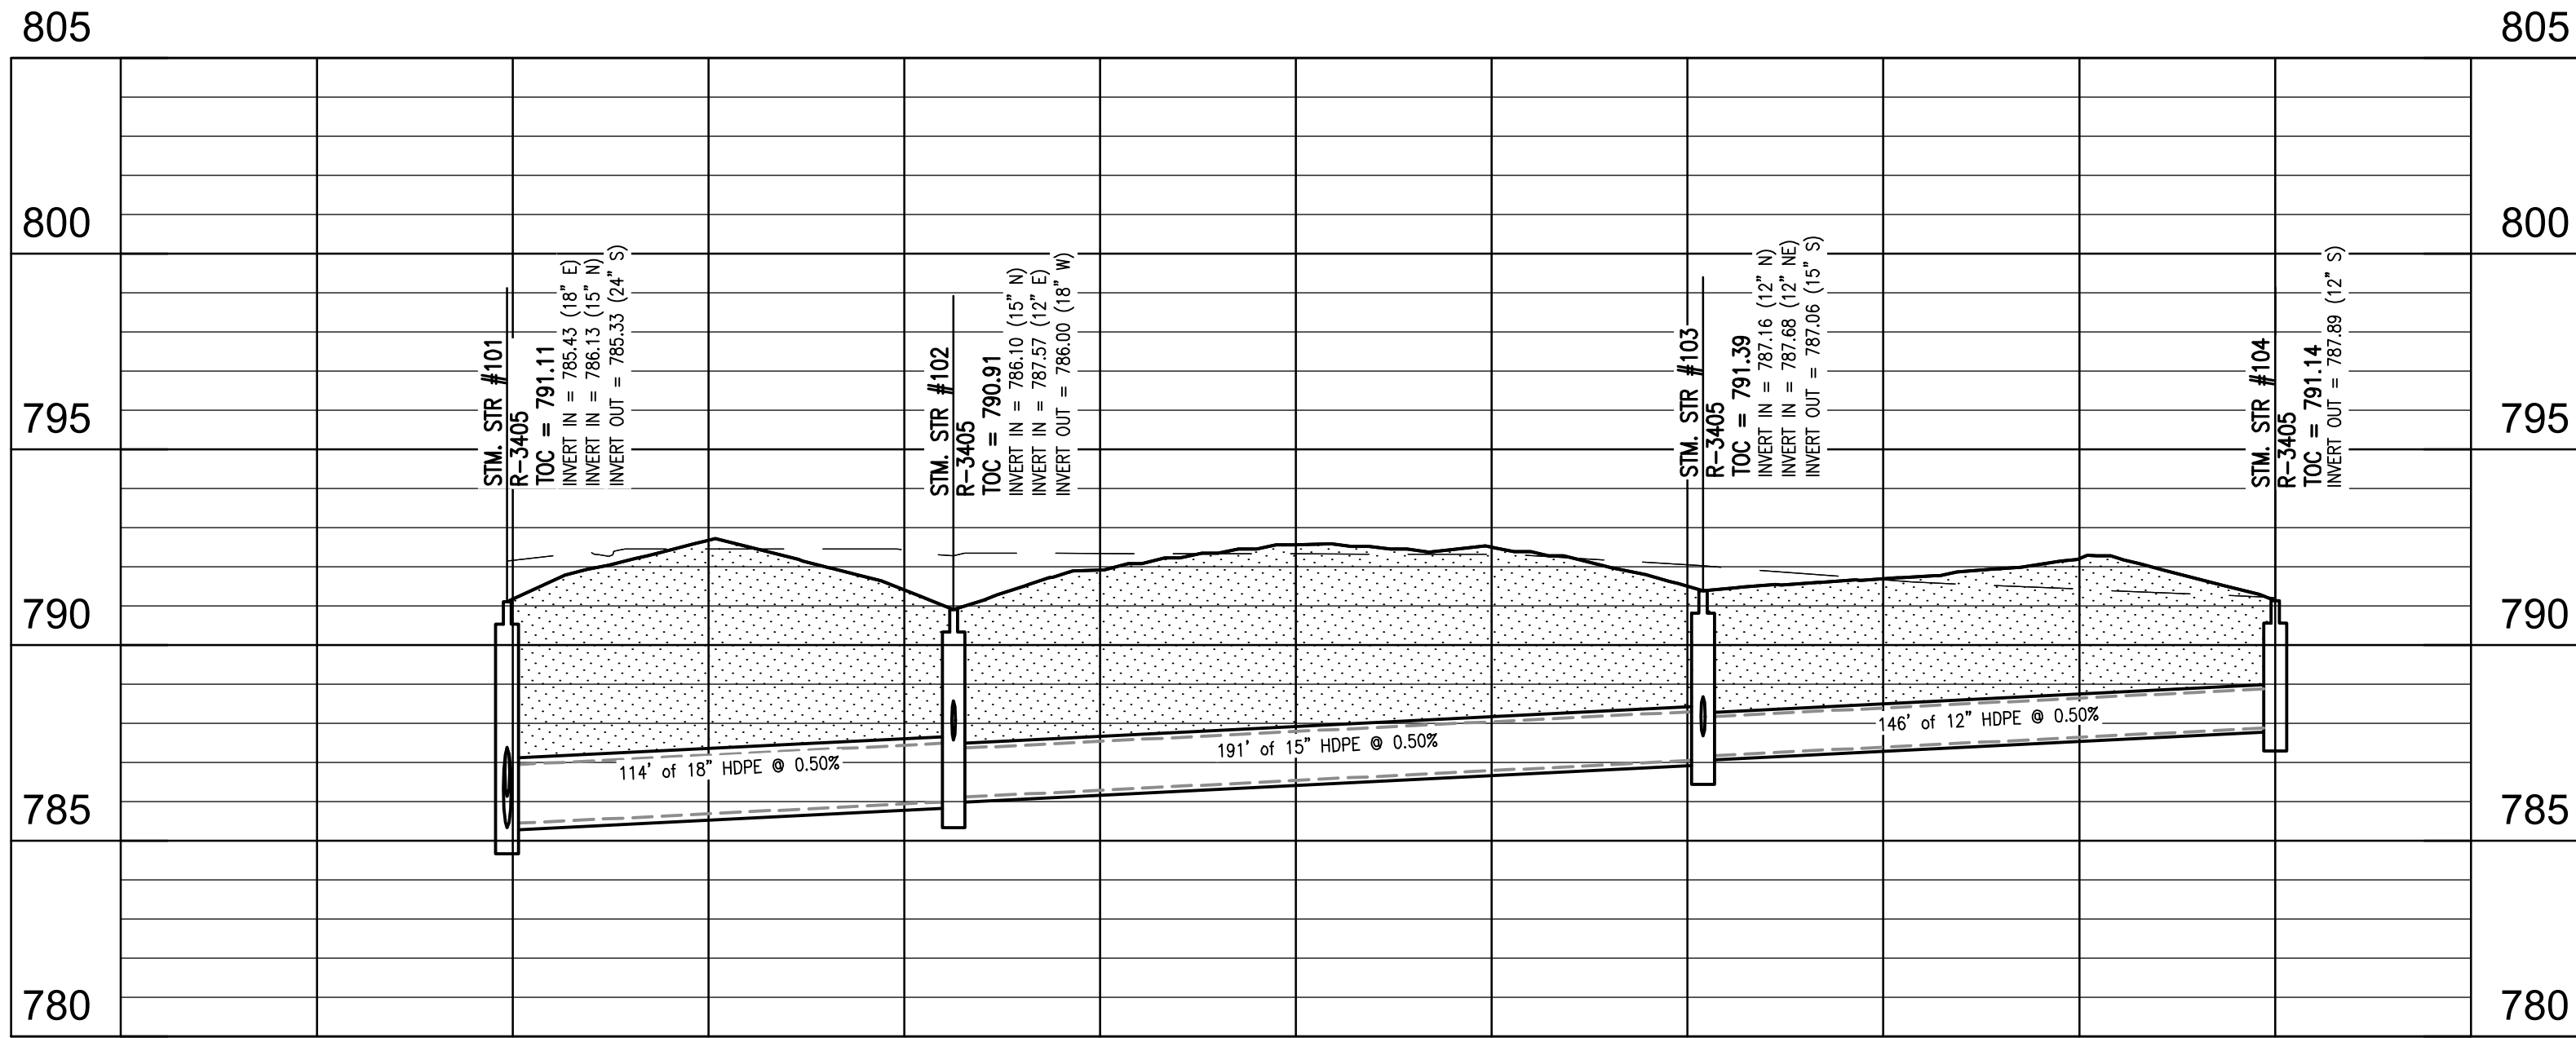 805
805
800
800
795
795
790
790
785
785
780
780
STM. STR #101
R-3405
TOC = 791.11
INVERT IN = 785.43 (18" E)
INVERT IN = 786.13 (15" N)
INVERT OUT = 785.33 (24" S)
STM. STR #102
R-3405
TOC = 790.91
INVERT IN = 786.10 (15" N)
INVERT IN = 787.57 (12" E)
INVERT OUT = 786.00 (18" W)
STM. STR #103
R-3405
TOC = 791.39
INVERT IN = 787.16 (12" N)
INVERT IN = 787.68 (12" NE)
INVERT OUT = 787.06 (15" S)
STM. STR #104
R-3405
TOC = 791.14
INVERT OUT = 787.89 (12" S)
114' of 18" HDPE @ 0.50%
191' of 15" HDPE @ 0.50%
146' of 12" HDPE @ 0.50%